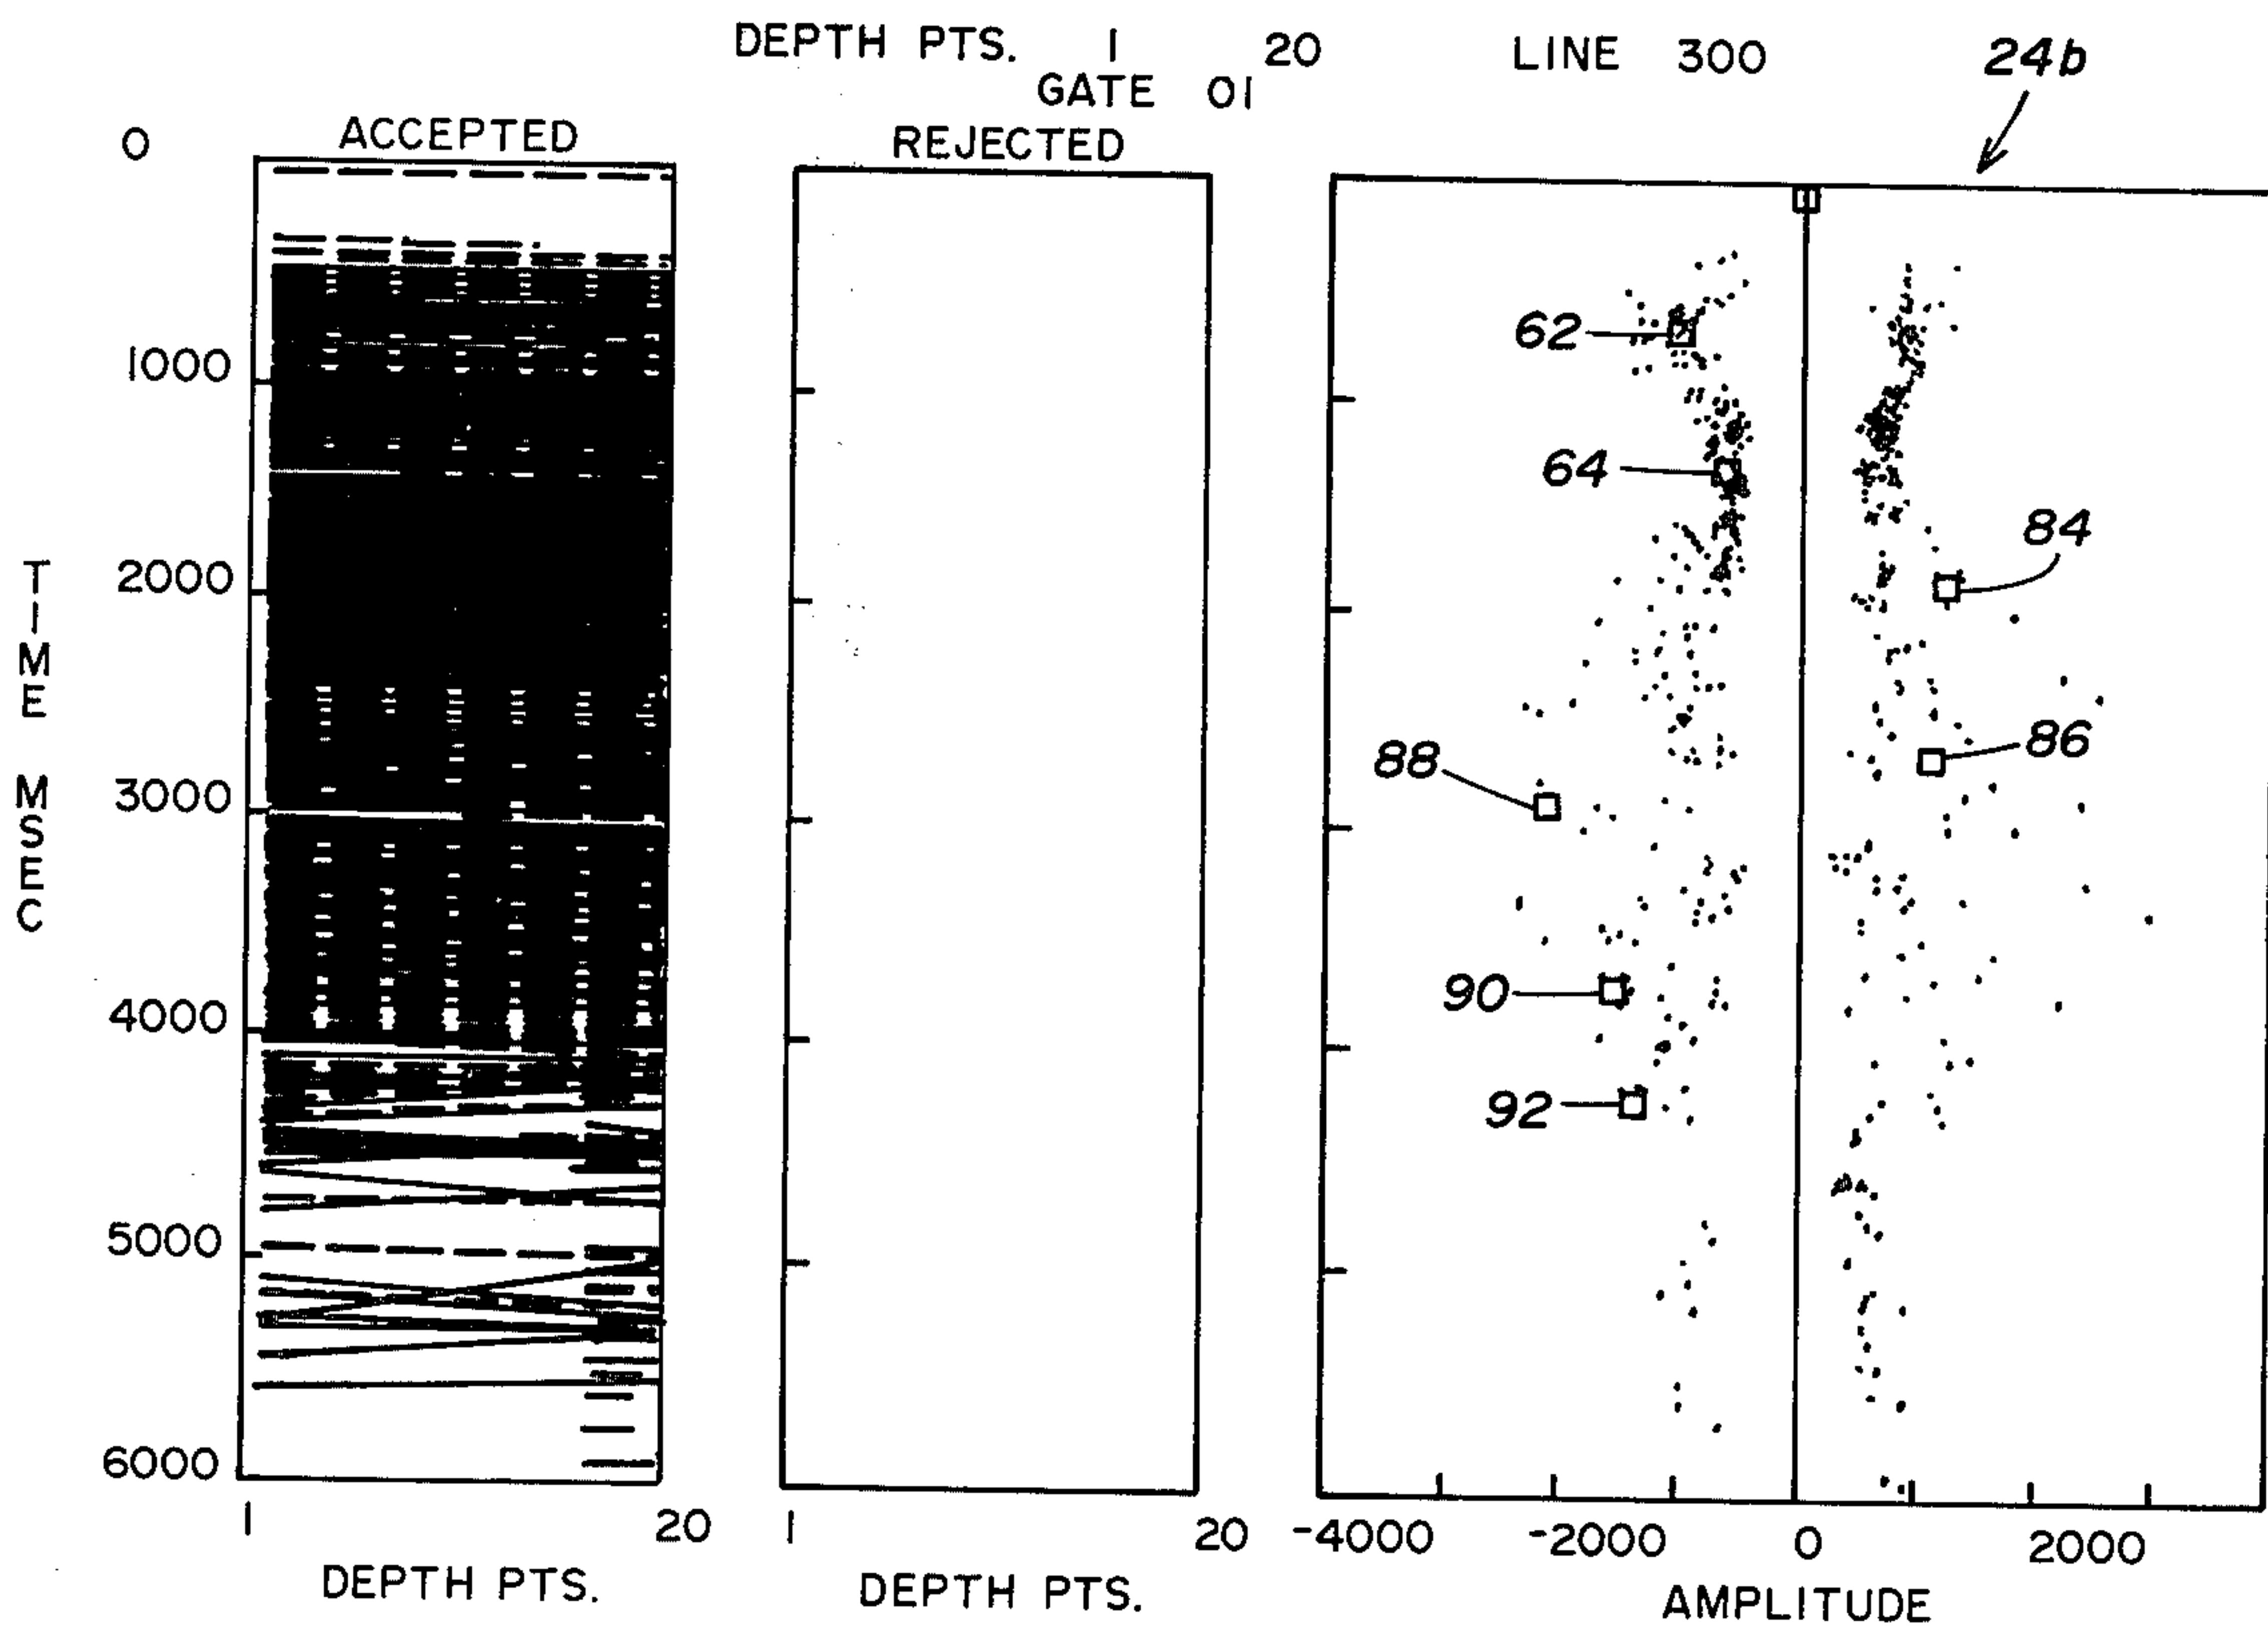 DEPTH PTS. 1 20 LINE 300 24b
GATE 01
0 ACCEPTED REJECTED
62
1000
64
84
2000
TIME MSEC
86
88
3000
90
4000
92
5000
6000
1 20 1 20 -4000 -2000 0 2000
DEPTH PTS. DEPTH PTS. AMPLITUDE